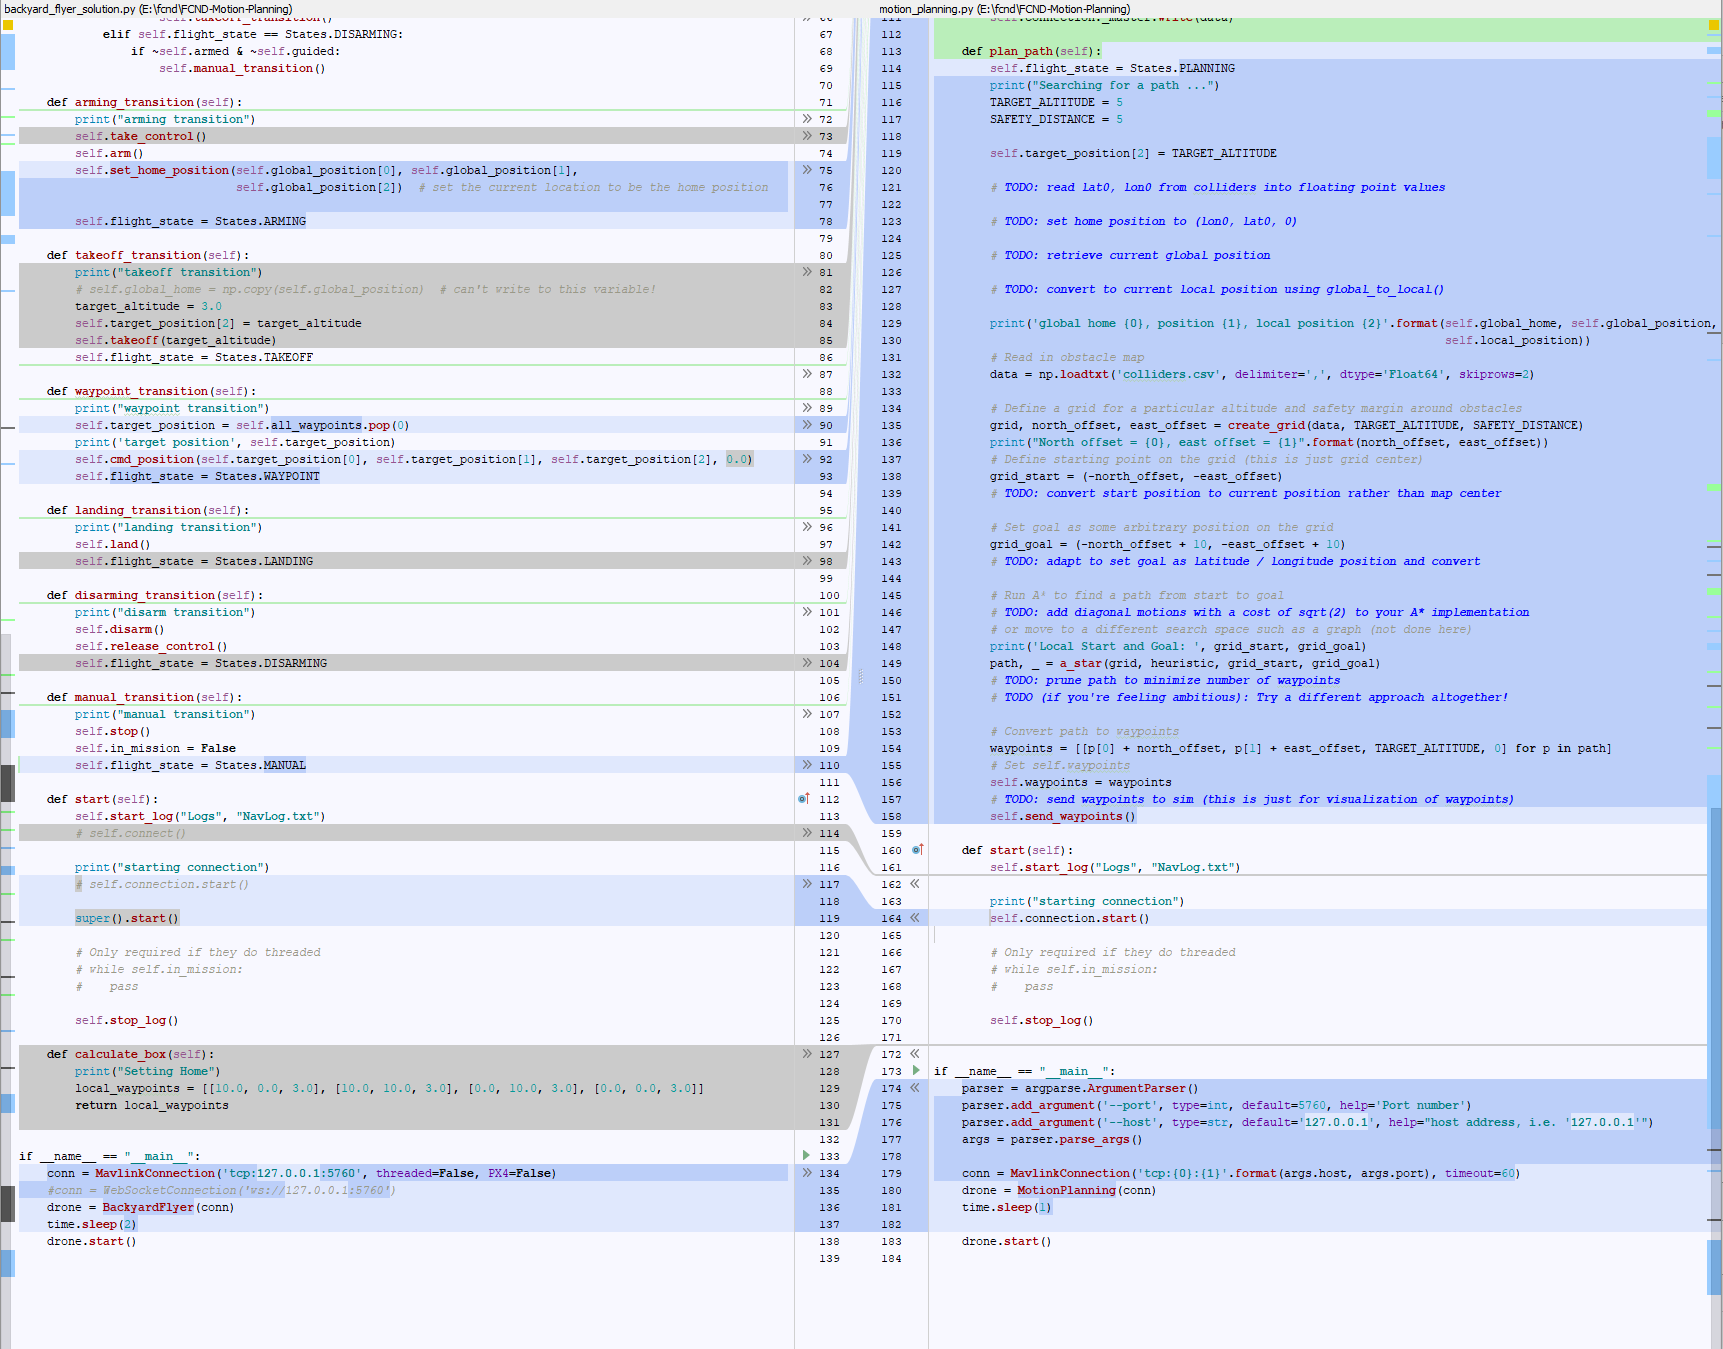 backyard_flyer_solution.py (E:\fcnd\FCND-Motion-Planning)
self.takeoff_transition()
67 elif self.flight_state == States.DISARMING:
68 if ~self.armed & ~self.guided:
69 self.manual_transition()
70
71 def arming_transition(self):
72 print("arming transition")
73 self.take_control()
74 self.arm()
75 self.set_home_position(self.global_position[0], self.global_position[1],
76 self.global_position[2])  # set the current location to be the home position
77
78 self.flight_state = States.ARMING
79
80 def takeoff_transition(self):
81 print("takeoff transition")
82 # self.global_home = np.copy(self.global_position)  # can't write to this variable!
83 target_altitude = 3.0
84 self.target_position[2] = target_altitude
85 self.takeoff(target_altitude)
86 self.flight_state = States.TAKEOFF
87
88 def waypoint_transition(self):
89 print("waypoint transition")
90 self.target_position = self.all_waypoints.pop(0)
91 print('target position', self.target_position)
92 self.cmd_position(self.target_position[0], self.target_position[1], self.target_position[2], 0.0)
93 self.flight_state = States.WAYPOINT
94
95 def landing_transition(self):
96 print("landing transition")
97 self.land()
98 self.flight_state = States.LANDING
99
100 def disarming_transition(self):
101 print("disarm transition")
102 self.disarm()
103 self.release_control()
104 self.flight_state = States.DISARMING
105
106 def manual_transition(self):
107 print("manual transition")
108 self.stop()
109 self.in_mission = False
110 self.flight_state = States.MANUAL
111
112 def start(self):
113 self.start_log("Logs", "NavLog.txt")
114 # self.connect()
115
116 print("starting connection")
117 # self.connection.start()
118
119 super().start()
120
121 # Only required if they do threaded
122 # while self.in_mission:
123 #    pass
124
125 self.stop_log()
126
127 def calculate_box(self):
128 print("Setting Home")
129 local_waypoints = [[10.0, 0.0, 3.0], [10.0, 10.0, 3.0], [0.0, 10.0, 3.0], [0.0, 0.0, 3.0]]
130 return local_waypoints
131
132
133 if __name__ == "__main__":
134 conn = MavlinkConnection('tcp:127.0.0.1:5760', threaded=False, PX4=False)
135 #conn = WebSocketConnection('ws://127.0.0.1:5760')
136 drone = BackyardFlyer(conn)
137 time.sleep(2)
138 drone.start()
139
motion_planning.py (E:\fcnd\FCND-Motion-Planning)
111 self.connection._master.write(data)
112
113 def plan_path(self):
114 self.flight_state = States.PLANNING
115 print("Searching for a path ...")
116 TARGET_ALTITUDE = 5
117 SAFETY_DISTANCE = 5
118
119 self.target_position[2] = TARGET_ALTITUDE
120
121 # TODO: read lat0, lon0 from colliders into floating point values
122
123 # TODO: set home position to (lon0, lat0, 0)
124
125 # TODO: retrieve current global position
126
127 # TODO: convert to current local position using global_to_local()
128
129 print('global home {0}, position {1}, local position {2}'.format(self.global_home, self.global_position,
130 self.local_position))
131 # Read in obstacle map
132 data = np.loadtxt('colliders.csv', delimiter=',', dtype='Float64', skiprows=2)
133
134 # Define a grid for a particular altitude and safety margin around obstacles
135 grid, north_offset, east_offset = create_grid(data, TARGET_ALTITUDE, SAFETY_DISTANCE)
136 print("North offset = {0}, east offset = {1}".format(north_offset, east_offset))
137 # Define starting point on the grid (this is just grid center)
138 grid_start = (-north_offset, -east_offset)
139 # TODO: convert start position to current position rather than map center
140
141 # Set goal as some arbitrary position on the grid
142 grid_goal = (-north_offset + 10, -east_offset + 10)
143 # TODO: adapt to set goal as latitude / longitude position and convert
144
145 # Run A* to find a path from start to goal
146 # TODO: add diagonal motions with a cost of sqrt(2) to your A* implementation
147 # or move to a different search space such as a graph (not done here)
148 print('Local Start and Goal: ', grid_start, grid_goal)
149 path, _ = a_star(grid, heuristic, grid_start, grid_goal)
150 # TODO: prune path to minimize number of waypoints
151 # TODO (if you're feeling ambitious): Try a different approach altogether!
152
153 # Convert path to waypoints
154 waypoints = [[p[0] + north_offset, p[1] + east_offset, TARGET_ALTITUDE, 0] for p in path]
155 # Set self.waypoints
156 self.waypoints = waypoints
157 # TODO: send waypoints to sim (this is just for visualization of waypoints)
158 self.send_waypoints()
159
160 def start(self):
161 self.start_log("Logs", "NavLog.txt")
162
163 print("starting connection")
164 self.connection.start()
165
166 # Only required if they do threaded
167 # while self.in_mission:
168 #    pass
169
170 self.stop_log()
171
172
173 if __name__ == "__main__":
174 parser = argparse.ArgumentParser()
175 parser.add_argument('--port', type=int, default=5760, help='Port number')
176 parser.add_argument('--host', type=str, default='127.0.0.1', help="host address, i.e. '127.0.0.1'")
177 args = parser.parse_args()
178
179 conn = MavlinkConnection('tcp:{0}:{1}'.format(args.host, args.port), timeout=60)
180 drone = MotionPlanning(conn)
181 time.sleep(1)
182
183 drone.start()
184